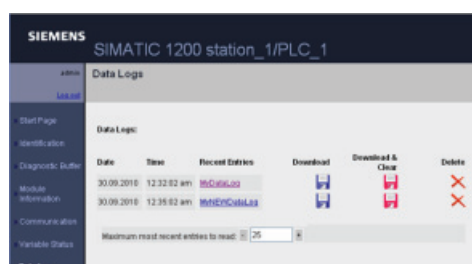 SIEMENS
SIMATIC 1200 station_1/PLC_1
admin
Log out
Data Logs
Start Page
Identification
Diagnostic Buffer
Module
Information
Communication
Variable Status
Data Logs:
Date Time Recent Entries Download Download & Clear Delete
30.09.2010 12:32:02 am MyDataLog
30.09.2010 12:35:02 am MyNEWDataLog
Maximum most recent entries to read: 25